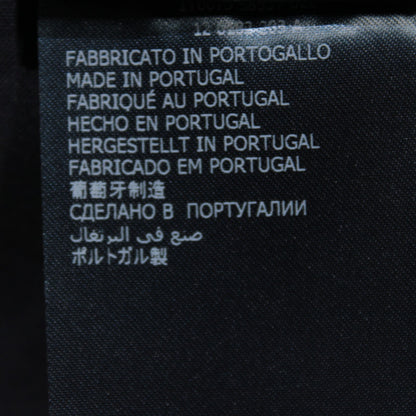 FABBRICATO IN PORTOGALLO
MADE IN PORTUGAL
FABRIQUÉ AU PORTUGAL
HECHO EN PORTUGAL
HERGESTELLT IN PORTUGAL
FABRICADO EM PORTUGAL
葡萄牙制造
СДЕЛАНО В ПОРТУГАЛИИ
صنع في البرتغال
ポルトガル製